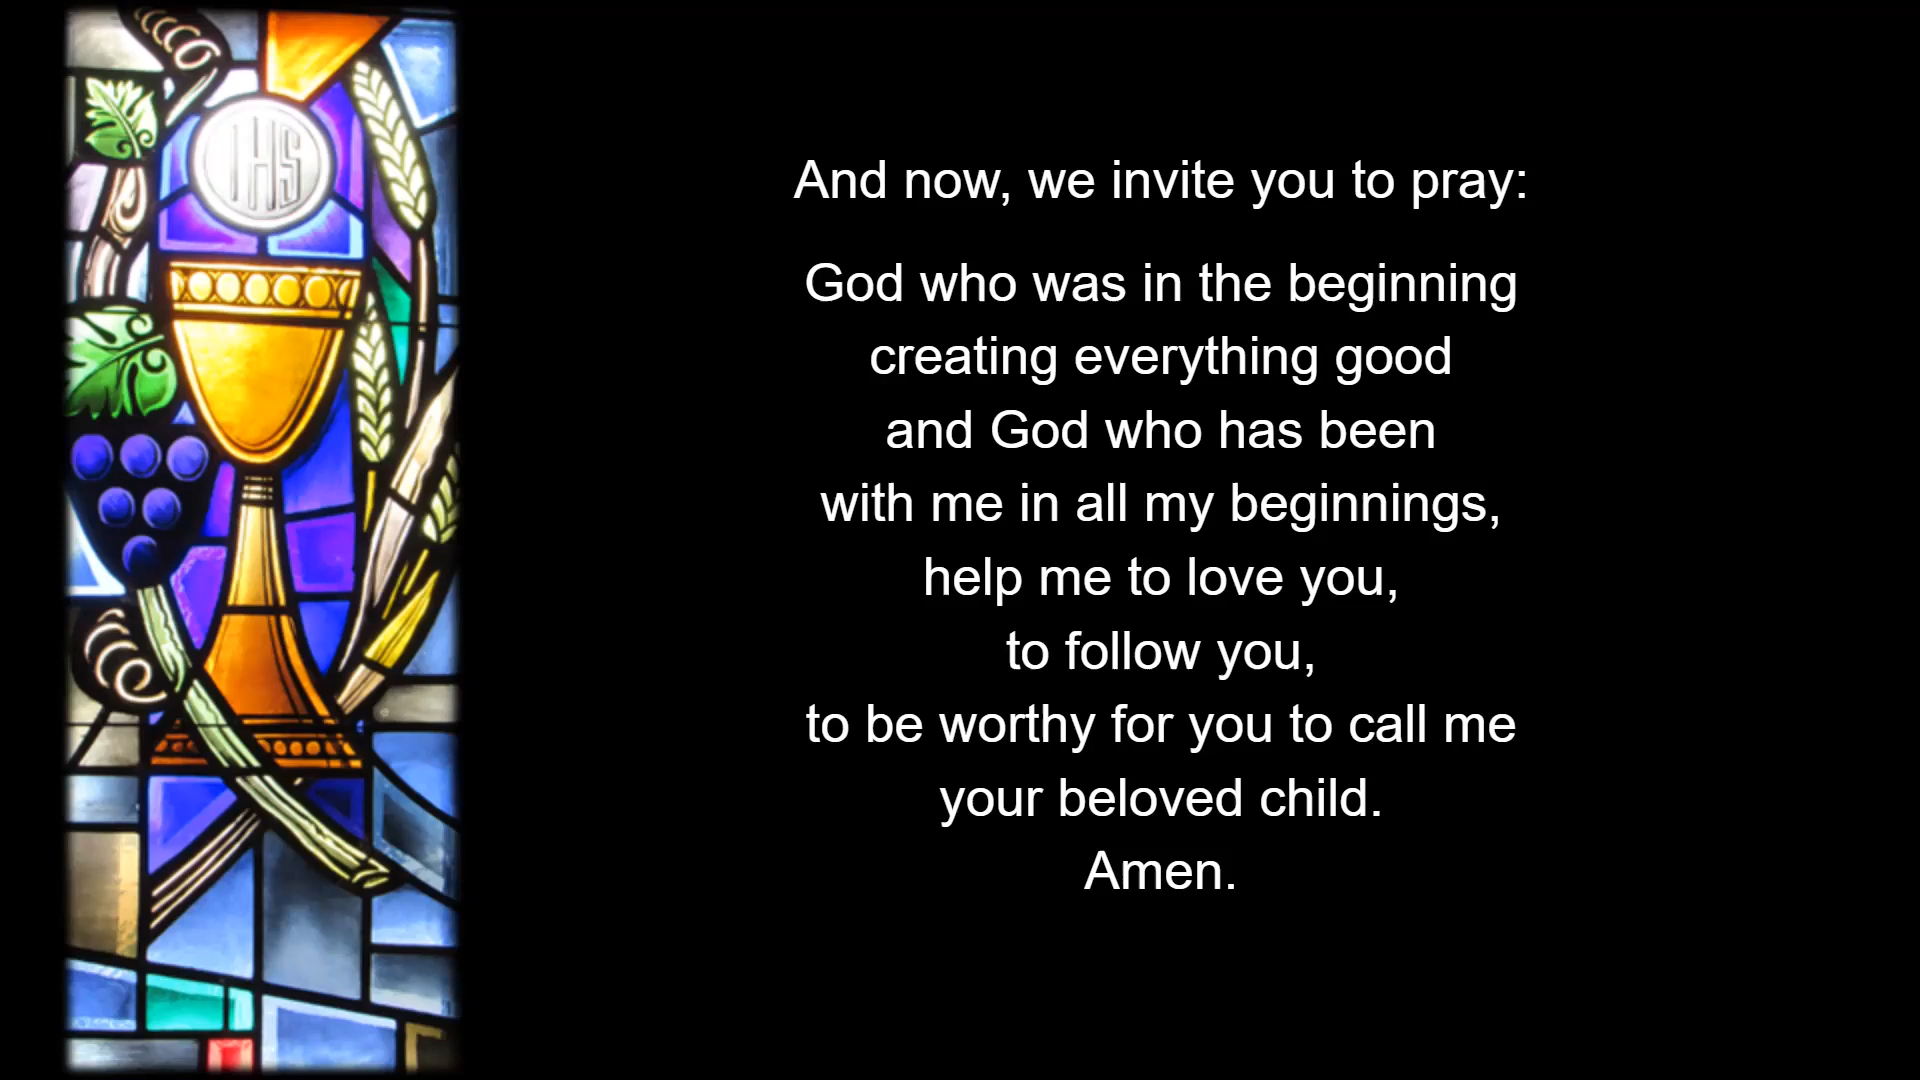 IHS
And now, we invite you to pray:
God who was in the beginning
creating everything good
and God who has been
with me in all my beginnings,
help me to love you,
to follow you,
to be worthy for you to call me
your beloved child.
Amen.